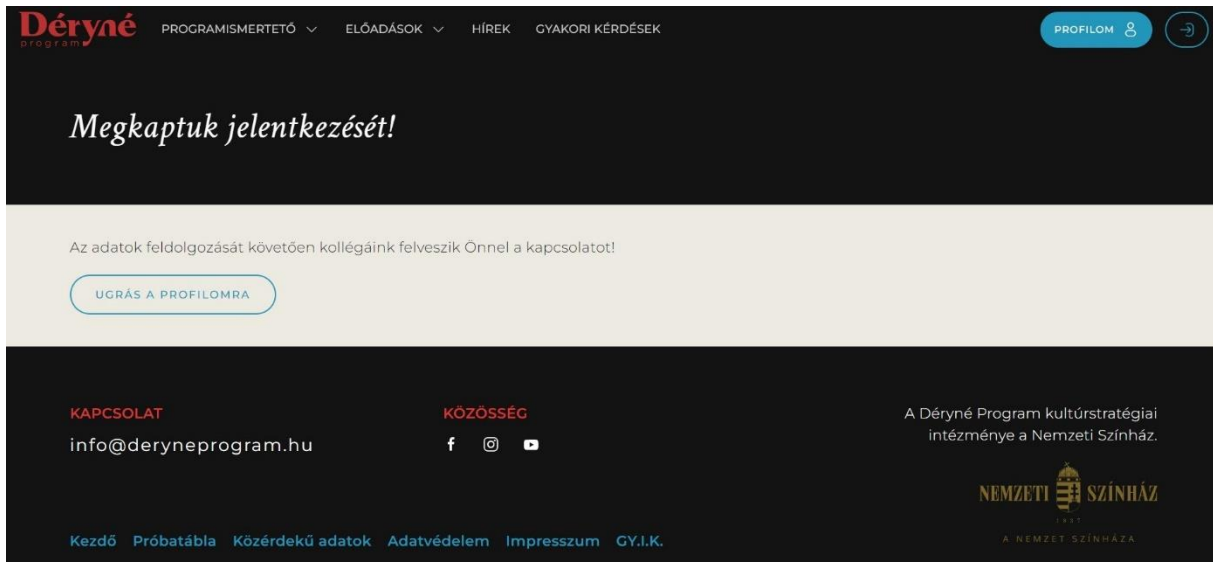 Déryné
program
PROGRAMISMERTETŐ
ELŐADÁSOK
HÍREK
GYAKORI KÉRDÉSEK
PROFILOM
Megkaptuk jelentkezését!
Az adatok feldolgozását követően kollégáink felveszik Önnel a kapcsolatot!
UGRÁS A PROFILOMRA
KAPCSOLAT
info@deryneprogram.hu
KÖZÖSSÉG
A Déryné Program kultúrstratégiai
intézménye a Nemzeti Színház.
NEMZETI SZÍNHÁZ
1837
A NEMZET SZÍNHÁZA
Kezdő Próbatábla Közérdekű adatok Adatvédelem Impresszum GY.I.K.